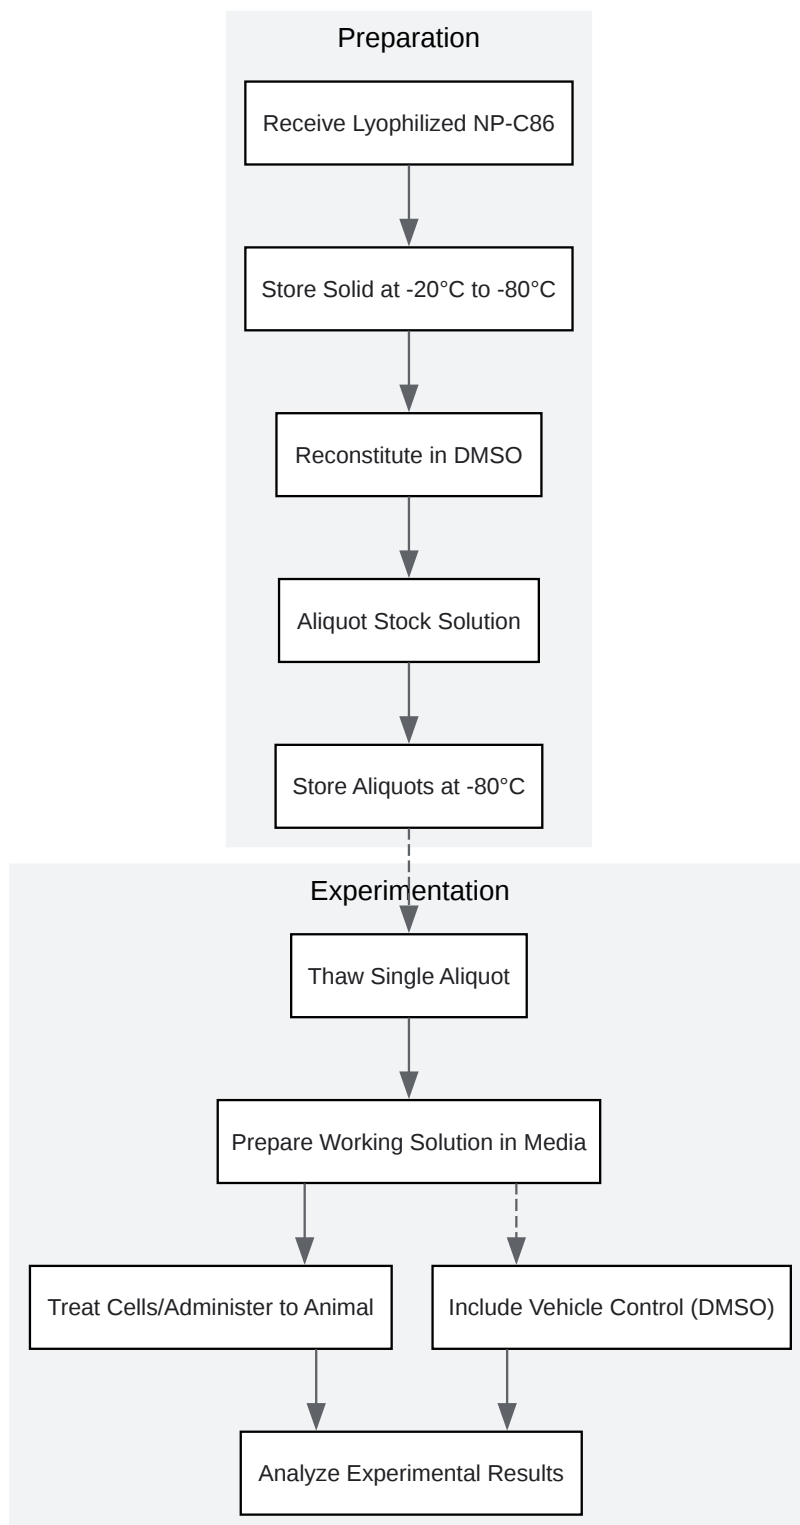 Preparation
Receive Lyophilized NP-C86
Store Solid at -20°C to -80°C
Reconstitute in DMSO
Aliquot Stock Solution
Store Aliquots at -80°C
Experimentation
Thaw Single Aliquot
Prepare Working Solution in Media
Treat Cells/Administer to Animal
Include Vehicle Control (DMSO)
Analyze Experimental Results